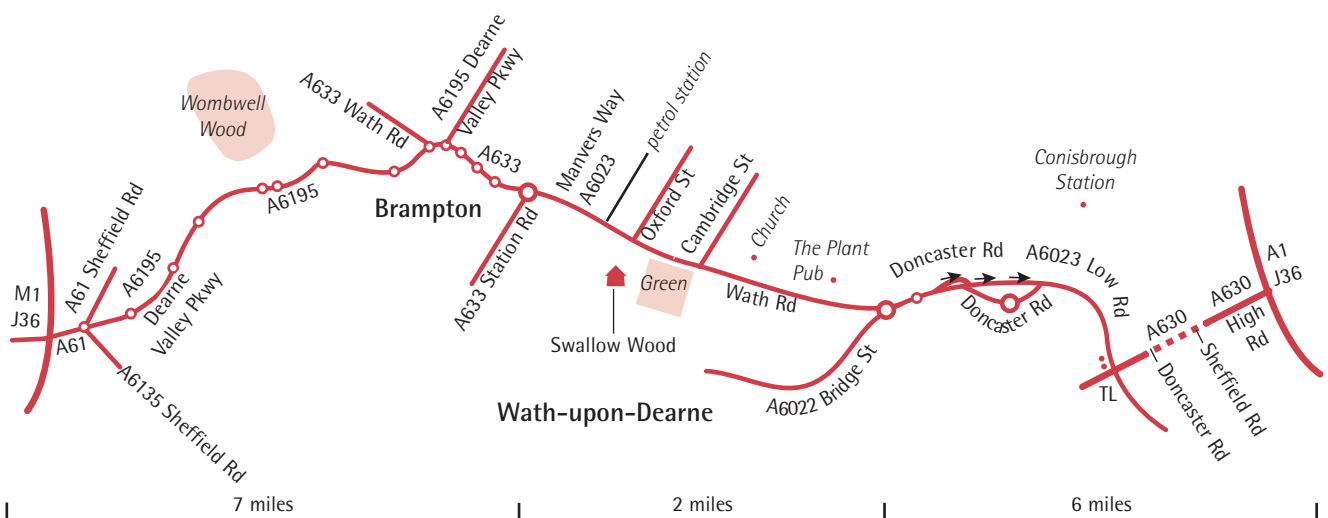 Wombwell
Wood
A633 Wath Rd
A6195 Dearne
Valley Pkwy
A633
Manvers Way
A6023
petrol station
Oxford St
Cambridge St
Church
Conisbrough
Station
The Plant
Pub
Doncaster Rd
A6023 Low Rd
A1
J36
A630
High
Rd
A6195
Brampton
A633 Station Rd
Green
Wath Rd
Doncaster Rd
A61 Sheffield Rd
A6195
Dearne
Valley Pkwy
M1
J36
A61
A6135 Sheffield Rd
Swallow Wood
A6022 Bridge St
A630
TL
Doncaster Rd
Sheffield Rd
Wath-upon-Dearne
7 miles
2 miles
6 miles